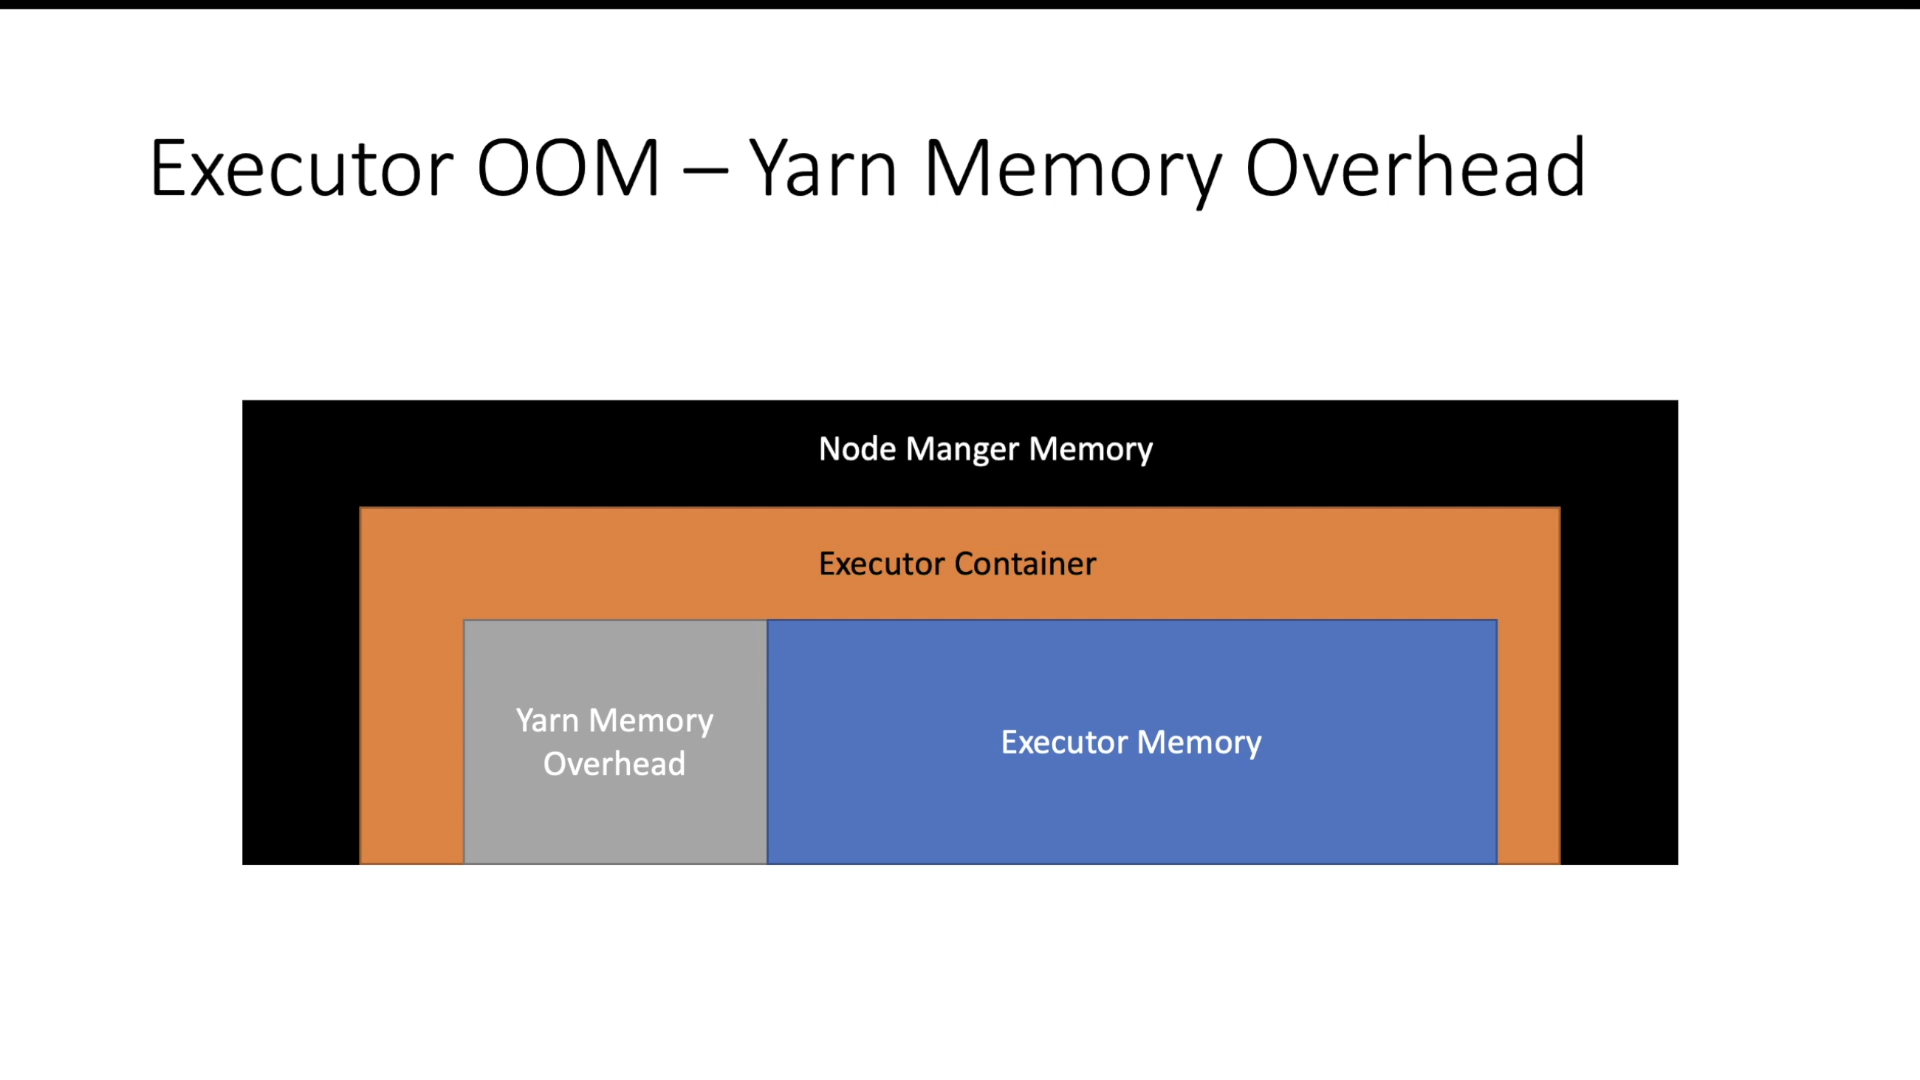 Executor OOM – Yarn Memory Overhead
Node Manger Memory
Executor Container
Yarn Memory
Overhead
Executor Memory